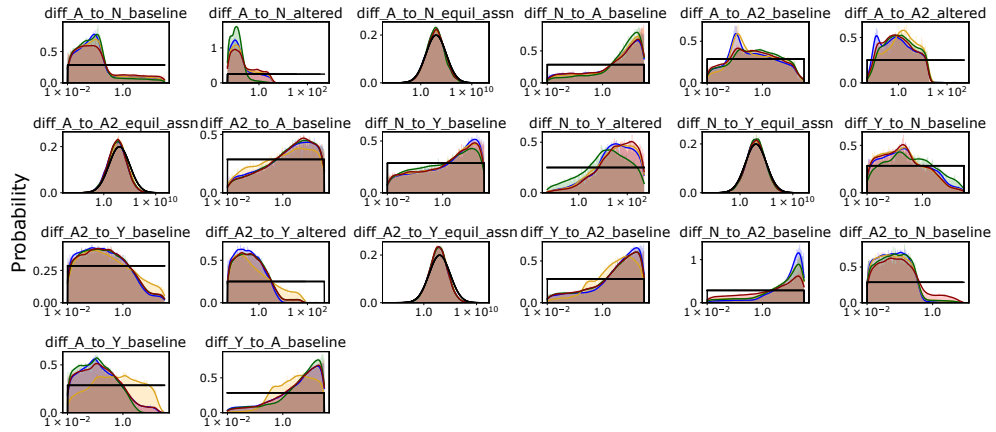 diff_A_to_N_baseline diff_A_to_N_altered diff_A_to_N_equil_assn diff_N_to_A_baseline diff_A_to_A2_baseline diff_A_to_A2_altered
0.5 1 0.2 0.5 0.5 0.5
0.0 0 0.0 0.0 0.0 0.0
1 × 10⁻² 1.0 1.0 1 × 10² 1.0 1 × 10¹⁰ 1 × 10⁻² 1.0 1 × 10⁻² 1.0 1.0 1 × 10²
diff_A_to_A2_equil_assn diff_A2_to_A_baseline diff_N_to_Y_baseline diff_N_to_Y_altered diff_N_to_Y_equil_assn diff_Y_to_N_baseline
0.2 0.5 0.5 0.5 0.2 0.5
0.0 0.0 0.0 0.0 0.0 0.0
1.0 1 × 10¹⁰ 1 × 10⁻² 1.0 1 × 10⁻² 1.0 1.0 1 × 10² 1.0 1 × 10¹⁰ 1 × 10⁻² 1.0
Probability
diff_A2_to_Y_baseline diff_A2_to_Y_altered diff_A2_to_Y_equil_assn diff_Y_to_A2_baseline diff_N_to_A2_baseline diff_A2_to_N_baseline
0.25 0.5 0.2 0.5 1 0.5
0.00 0.0 0.0 0.0 0 0.0
1 × 10⁻² 1.0 1.0 1 × 10² 1.0 1 × 10¹⁰ 1 × 10⁻² 1.0 1 × 10⁻² 1.0 1 × 10⁻² 1.0
diff_A_to_Y_baseline diff_Y_to_A_baseline
0.5 0.5
0.0 0.0
1 × 10⁻² 1.0 1 × 10⁻² 1.0